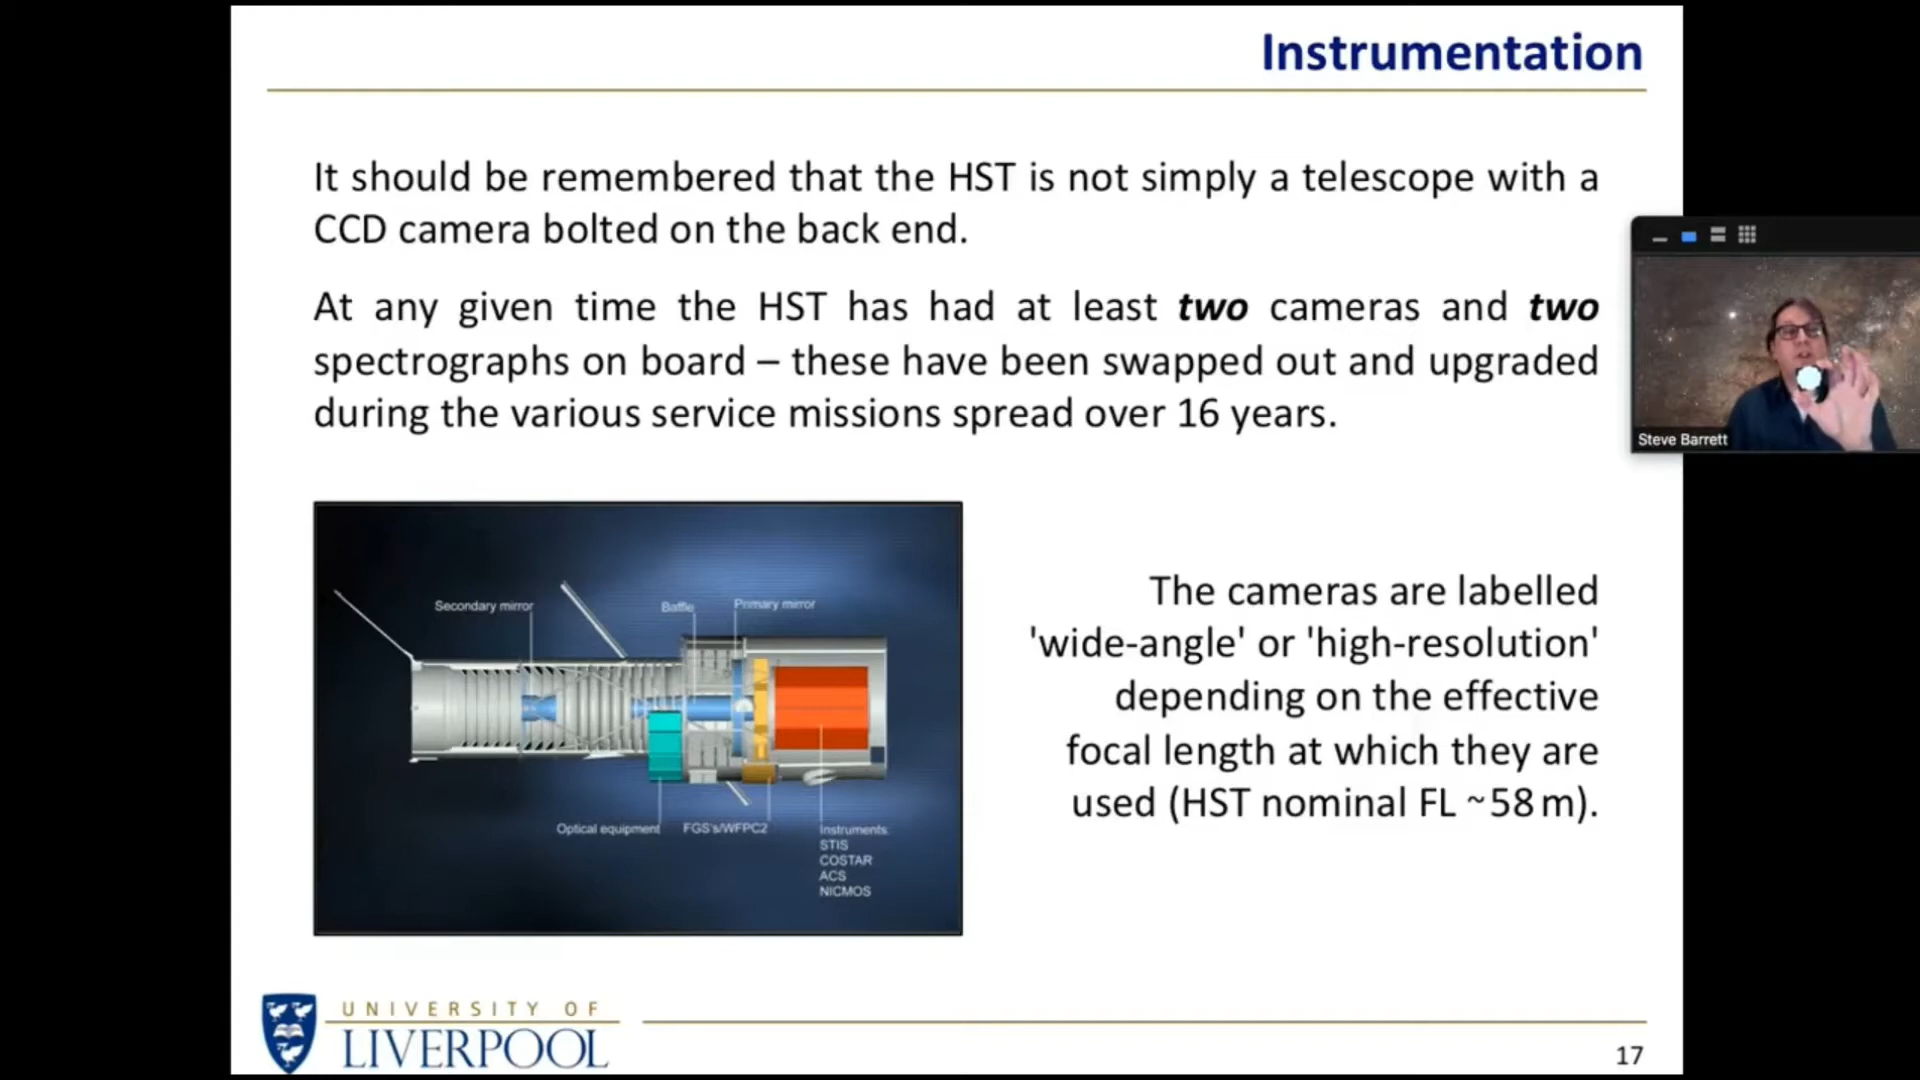 Instrumentation
It should be remembered that the HST is not simply a telescope with a
CCD camera bolted on the back end.
At any given time the HST has had at least two cameras and two
spectrographs on board – these have been swapped out and upgraded
during the various service missions spread over 16 years.
Steve Barrett
Secondary mirror
Baffle
Primary mirror
Optical equipment
FGS's/WFPC2
Instruments:
STIS
COSTAR
ACS
NICMOS
The cameras are labelled
'wide-angle' or 'high-resolution'
depending on the effective
focal length at which they are
used (HST nominal FL ~58 m).
UNIVERSITY OF
LIVERPOOL
17